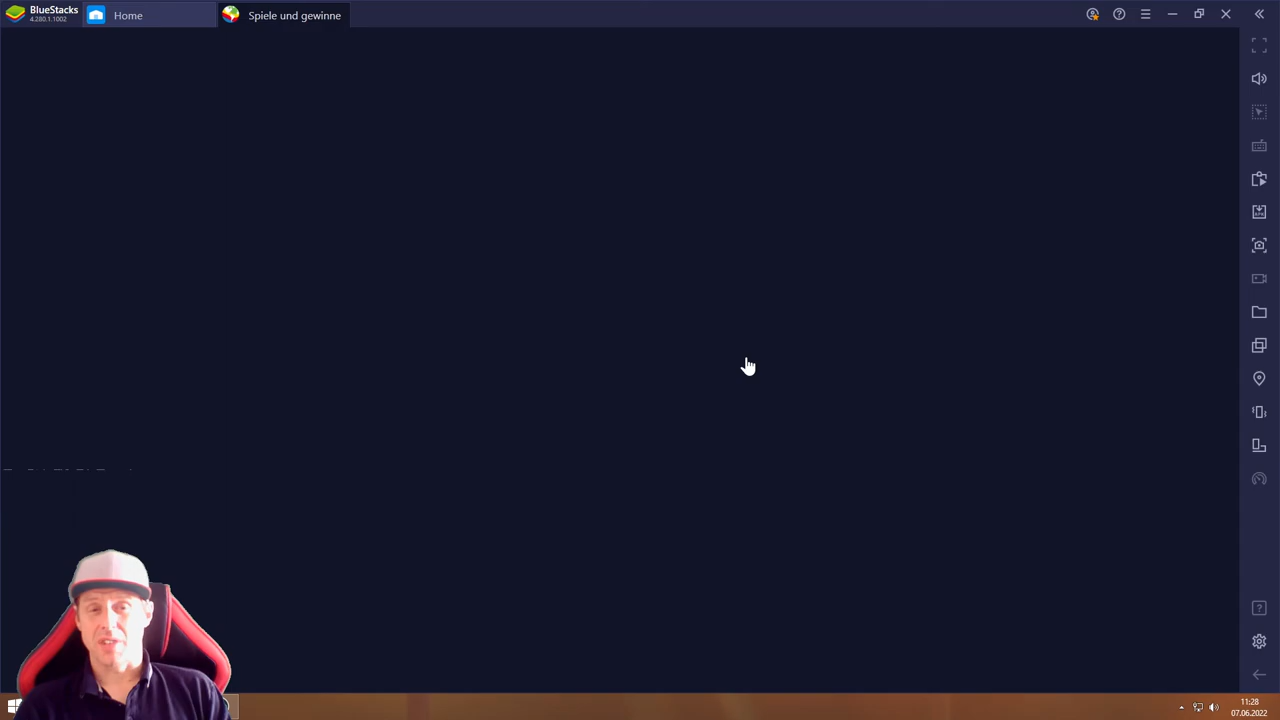 BlueStacks
4.280.1.1002
Home
Spiele und gewinne
11:28
07.06.2022